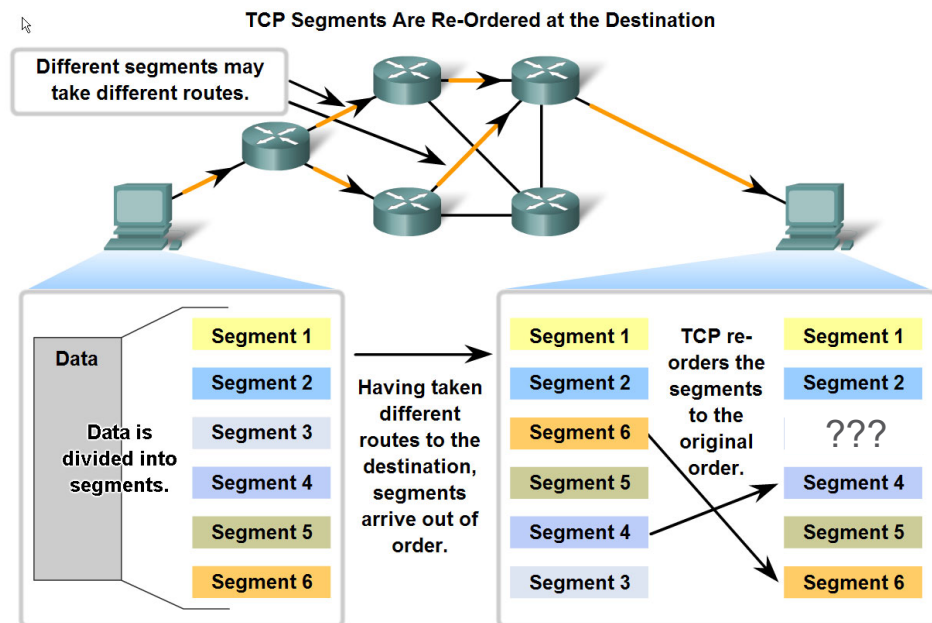 TCP Segments Are Re-Ordered at the Destination
Different segments may
take different routes.
Data
Data is
divided into
segments.
Segment 1
Segment 2
Segment 3
Segment 4
Segment 5
Segment 6
Having taken
different
routes to the
destination,
segments
arrive out of
order.
Segment 1
Segment 2
Segment 6
Segment 5
Segment 4
Segment 3
TCP re-
orders the
segments
to the
original
order.
Segment 1
Segment 2
???
Segment 4
Segment 5
Segment 6